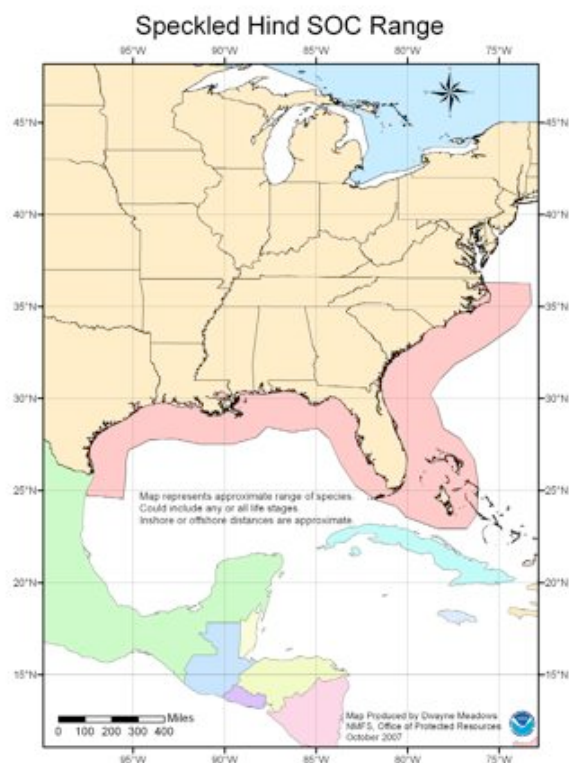 Speckled Hind SOC Range
95°W 90°W 85°W 80°W 75°W
45°N 45°N
40°N 40°N
35°N 35°N
30°N 30°N
25°N 25°N
Map represents approximate range of species.
Could include any or all life stages.
Inshore or offshore distances are approximate.
20°N 20°N
15°N 15°N
Miles
0 100 200 300 400
Map Produced by Dwayne Meadows
NMFS, Office of Protected Resources
October 2007
95°W 90°W 85°W 80°W 75°W